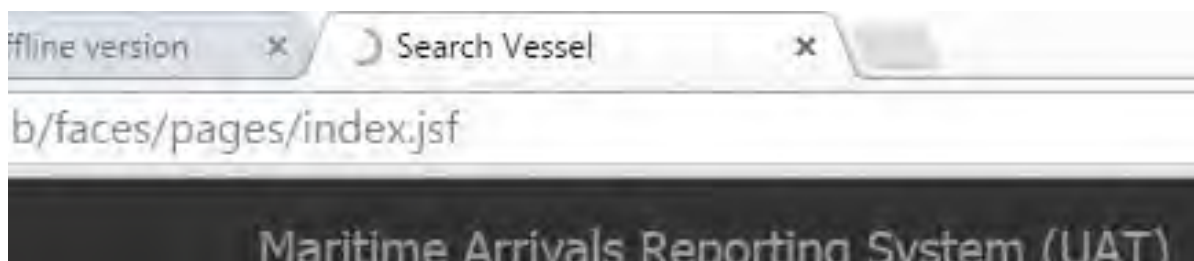 ffline version × Search Vessel ×
b/faces/pages/index.jsf
Maritime Arrivals Reporting System (UAT)